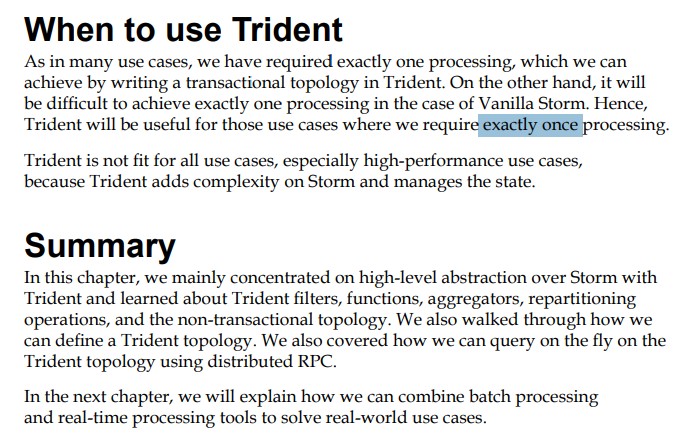 When to use Trident
As in many use cases, we have required exactly one processing, which we can
achieve by writing a transactional topology in Trident. On the other hand, it will
be difficult to achieve exactly one processing in the case of Vanilla Storm. Hence,
Trident will be useful for those use cases where we require exactly once processing.
Trident is not fit for all use cases, especially high-performance use cases,
because Trident adds complexity on Storm and manages the state.
Summary
In this chapter, we mainly concentrated on high-level abstraction over Storm with
Trident and learned about Trident filters, functions, aggregators, repartitioning
operations, and the non-transactional topology. We also walked through how we
can define a Trident topology. We also covered how we can query on the fly on the
Trident topology using distributed RPC.
In the next chapter, we will explain how we can combine batch processing
and real-time processing tools to solve real-world use cases.